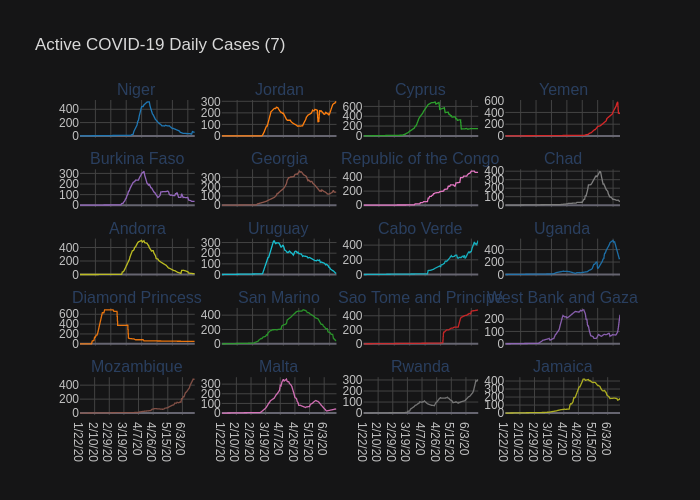 Active COVID-19 Daily Cases (7)
Niger Jordan Cyprus Yemen
400 200 0 300 200 100 0 600 400 200 0 600 400 200 0
Burkina Faso Georgia Republic of the Congo Chad
300 200 100 0 300 200 100 0 400 200 0 400 300 200 100 0
Andorra Uruguay Cabo Verde Uganda
400 200 0 300 200 100 0 400 200 0 400 200 0
Diamond Princess San Marino Sao Tome and Principe West Bank and Gaza
600 400 200 0 400 200 0 400 200 0 200 100 0
Mozambique Malta Rwanda Jamaica
400 200 0 300 200 100 0 300 200 100 0 400 300 200 100 0
1/22/20 2/10/20 2/29/20 3/19/20 4/7/20 4/26/20 5/15/20 6/3/20 1/22/20 2/10/20 2/29/20 3/19/20 4/7/20 4/26/20 5/15/20 6/3/20 1/22/20 2/10/20 2/29/20 3/19/20 4/7/20 4/26/20 5/15/20 6/3/20 1/22/20 2/10/20 2/29/20 3/19/20 4/7/20 4/26/20 5/15/20 6/3/20